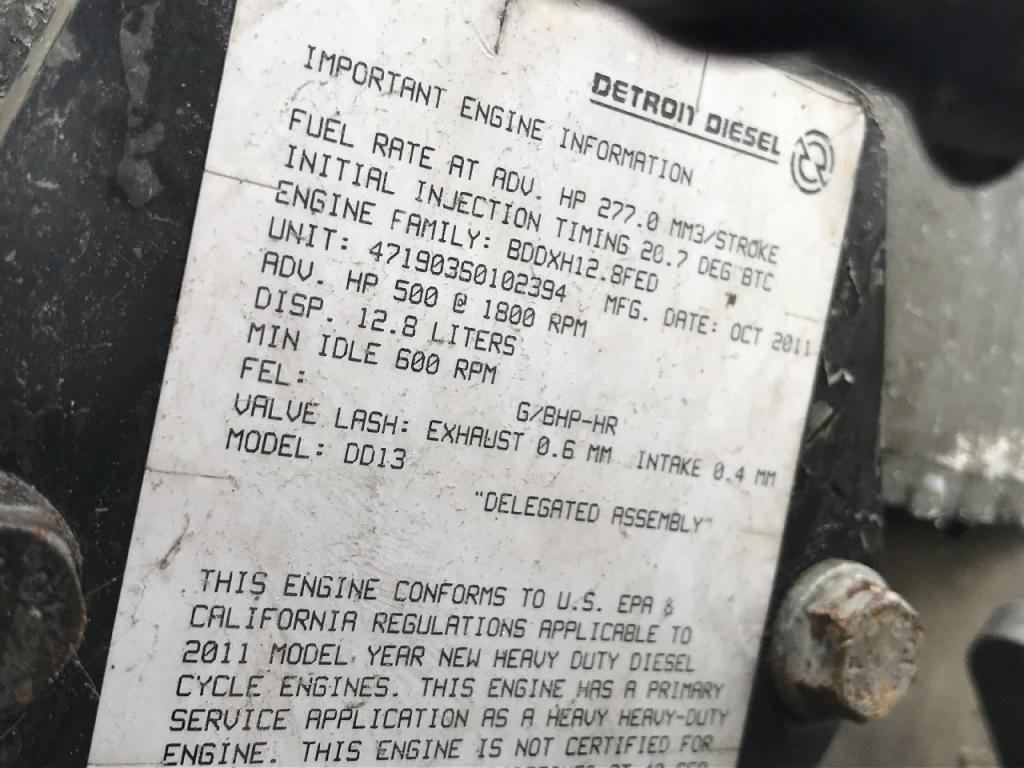 DETROIT DIESEL
IMPORTANT ENGINE INFORMATION
FUEL RATE AT ADV. HP 277.0 MM3/STROKE
INITIAL INJECTION TIMING 20.7 DEG BTC
ENGINE FAMILY: BDDXH12.8FED
UNIT: 471903S0102394 MFG. DATE: OCT 2011
ADV. HP 500 @ 1800 RPM
DISP. 12.8 LITERS
MIN IDLE 600 RPM
FEL: G/BHP-HR
VALVE LASH: EXHAUST 0.6 MM INTAKE 0.4 MM
MODEL: DD13
"DELEGATED ASSEMBLY"
THIS ENGINE CONFORMS TO U.S. EPA &
CALIFORNIA REGULATIONS APPLICABLE TO
2011 MODEL YEAR NEW HEAVY DUTY DIESEL
CYCLE ENGINES. THIS ENGINE HAS A PRIMARY
SERVICE APPLICATION AS A HEAVY HEAVY-DUTY
ENGINE. THIS ENGINE IS NOT CERTIFIED FOR